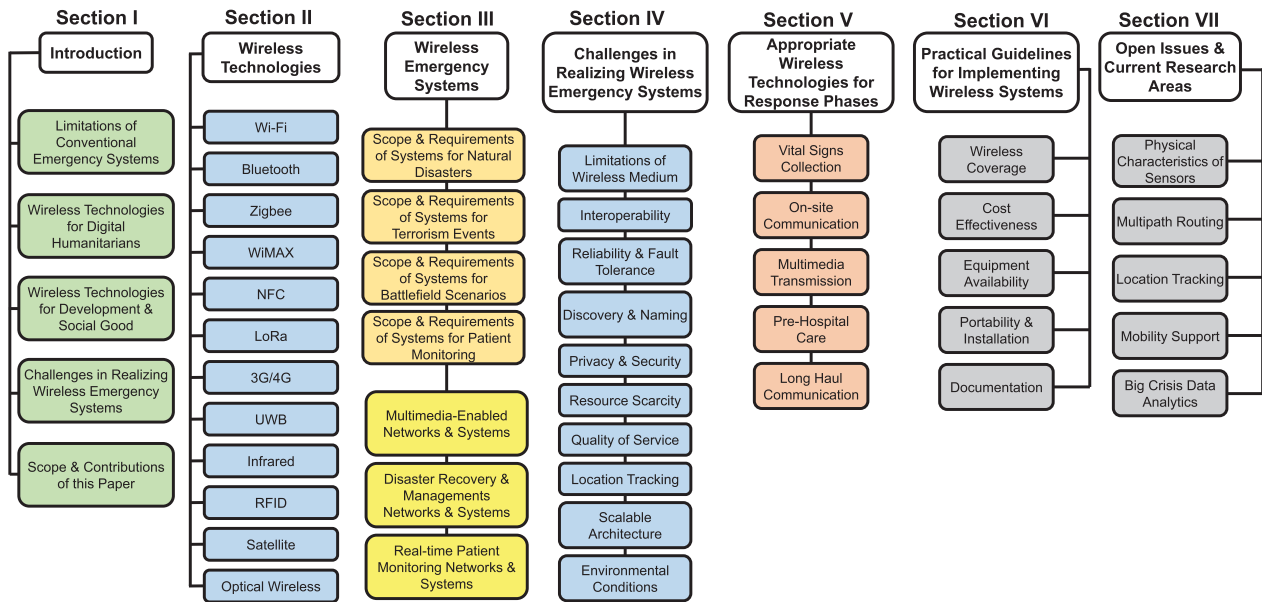 Section I
Introduction
Limitations of
Conventional
Emergency Systems
Wireless Technologies
for Digital
Humanitarians
Wireless Technologies
for Development &
Social Good
Challenges in Realizing
Wireless Emergency
Systems
Scope & Contributions
of this Paper
Section II
Wireless
Technologies
Wi-Fi
Bluetooth
Zigbee
WiMAX
NFC
LoRa
3G/4G
UWB
Infrared
RFID
Satellite
Optical Wireless
Section III
Wireless
Emergency
Systems
Scope & Requirements
of Systems for Natural
Disasters
Scope & Requirements
of Systems for
Terrorism Events
Scope & Requirements
of Systems for
Battlefield Scenarios
Scope & Requirements
of Systems for Patient
Monitoring
Multimedia-Enabled
Networks & Systems
Disaster Recovery &
Managements
Networks & Systems
Real-time Patient
Monitoring Networks &
Systems
Section IV
Challenges in
Realizing Wireless
Emergency Systems
Limitations of
Wireless Medium
Interoperability
Reliability & Fault
Tolerance
Discovery & Naming
Privacy & Security
Resource Scarcity
Quality of Service
Location Tracking
Scalable
Architecture
Environmental
Conditions
Section V
Appropriate
Wireless
Technologies for
Response Phases
Vital Signs
Collection
On-site
Communication
Multimedia
Transmission
Pre-Hospital
Care
Long Haul
Communication
Section VI
Practical Guidelines
for Implementing
Wireless Systems
Wireless
Coverage
Cost
Effectiveness
Equipment
Availability
Portability &
Installation
Documentation
Section VII
Open Issues &
Current Research
Areas
Physical
Characteristics of
Sensors
Multipath Routing
Location Tracking
Mobility Support
Big Crisis Data
Analytics